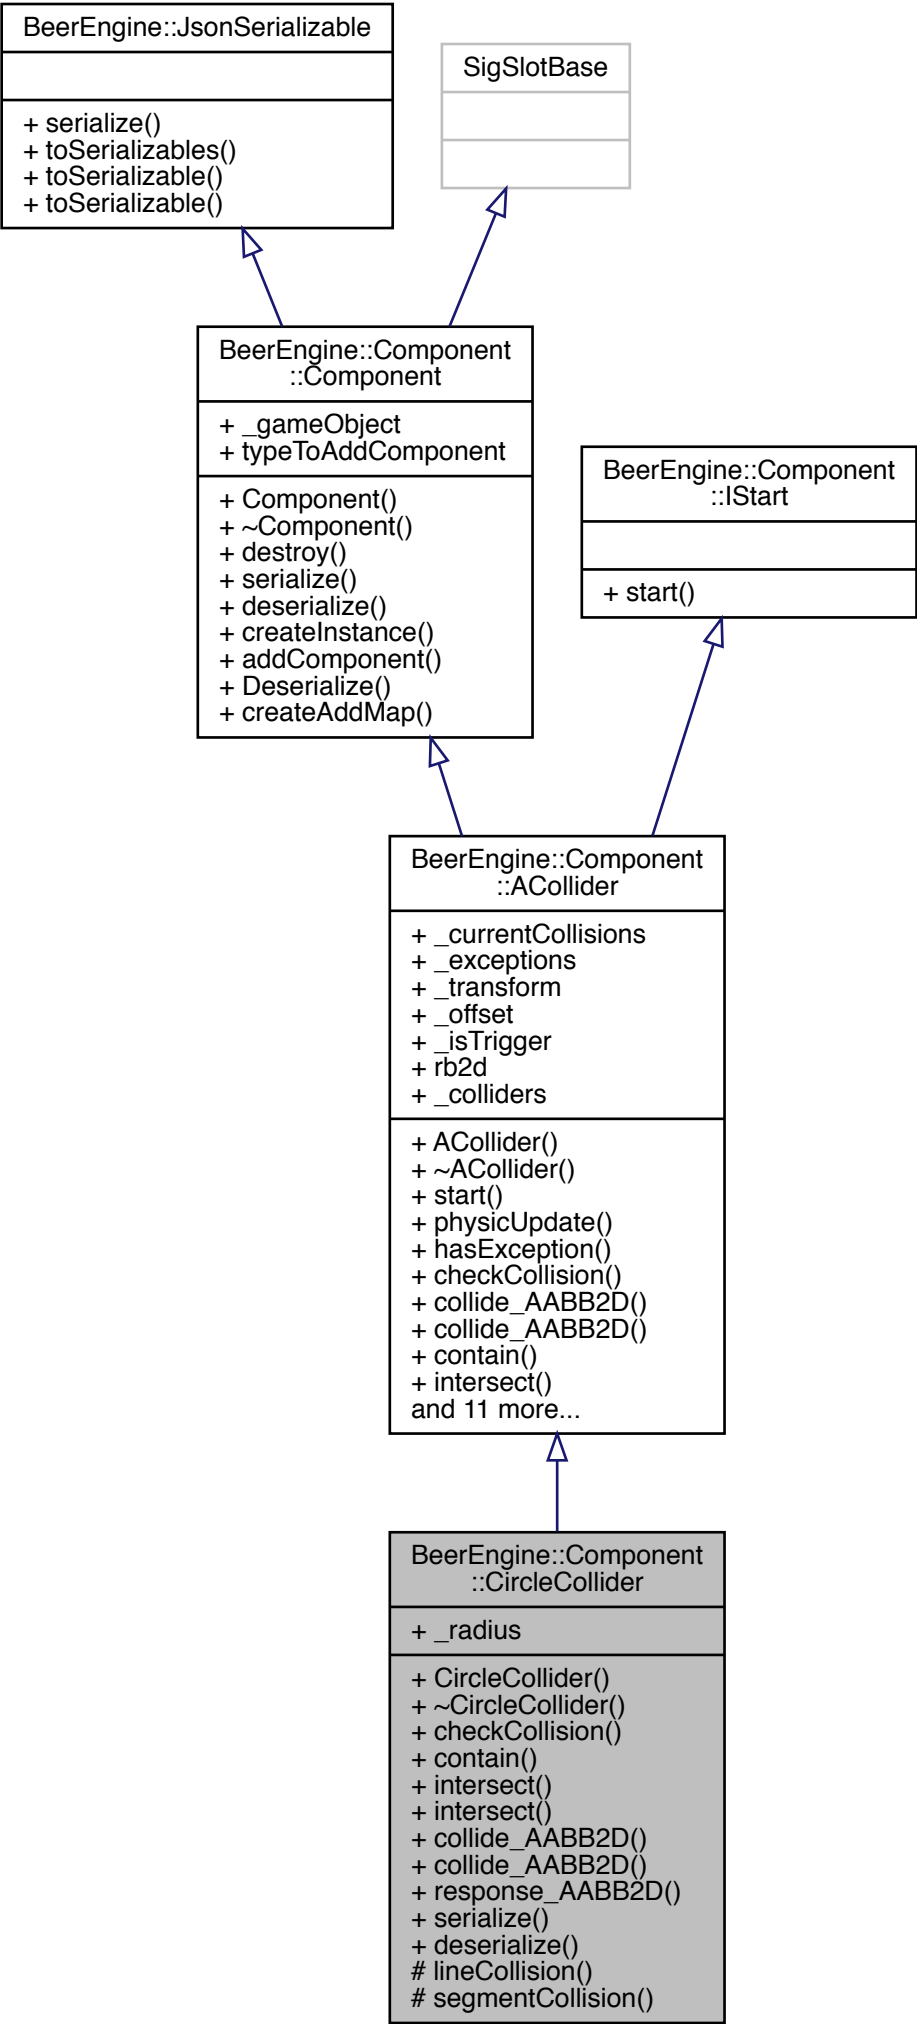 BeerEngine::JsonSerializable
+ serialize()
+ toSerializables()
+ toSerializable()
+ toSerializable()
SigSlotBase
BeerEngine::Component
::Component
+ _gameObject
+ typeToAddComponent
+ Component()
+ ~Component()
+ destroy()
+ serialize()
+ deserialize()
+ createInstance()
+ addComponent()
+ Deserialize()
+ createAddMap()
BeerEngine::Component
::IStart
+ start()
BeerEngine::Component
::ACollider
+ _currentCollisions
+ _exceptions
+ _transform
+ _offset
+ _isTrigger
+ rb2d
+ _colliders
+ ACollider()
+ ~ACollider()
+ start()
+ physicUpdate()
+ hasException()
+ checkCollision()
+ collide_AABB2D()
+ collide_AABB2D()
+ contain()
+ intersect()
and 11 more...
BeerEngine::Component
::CircleCollider
+ _radius
+ CircleCollider()
+ ~CircleCollider()
+ checkCollision()
+ contain()
+ intersect()
+ intersect()
+ collide_AABB2D()
+ collide_AABB2D()
+ response_AABB2D()
+ serialize()
+ deserialize()
# lineCollision()
# segmentCollision()